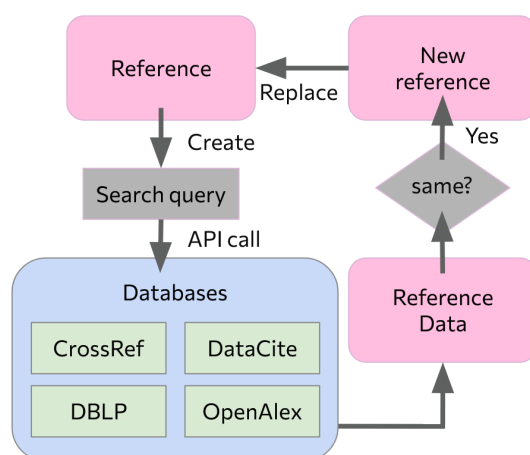 Reference
New
reference
Replace
Create
Yes
Search query
same?
API call
Databases
Reference
Data
CrossRef
DataCite
DBLP
OpenAlex